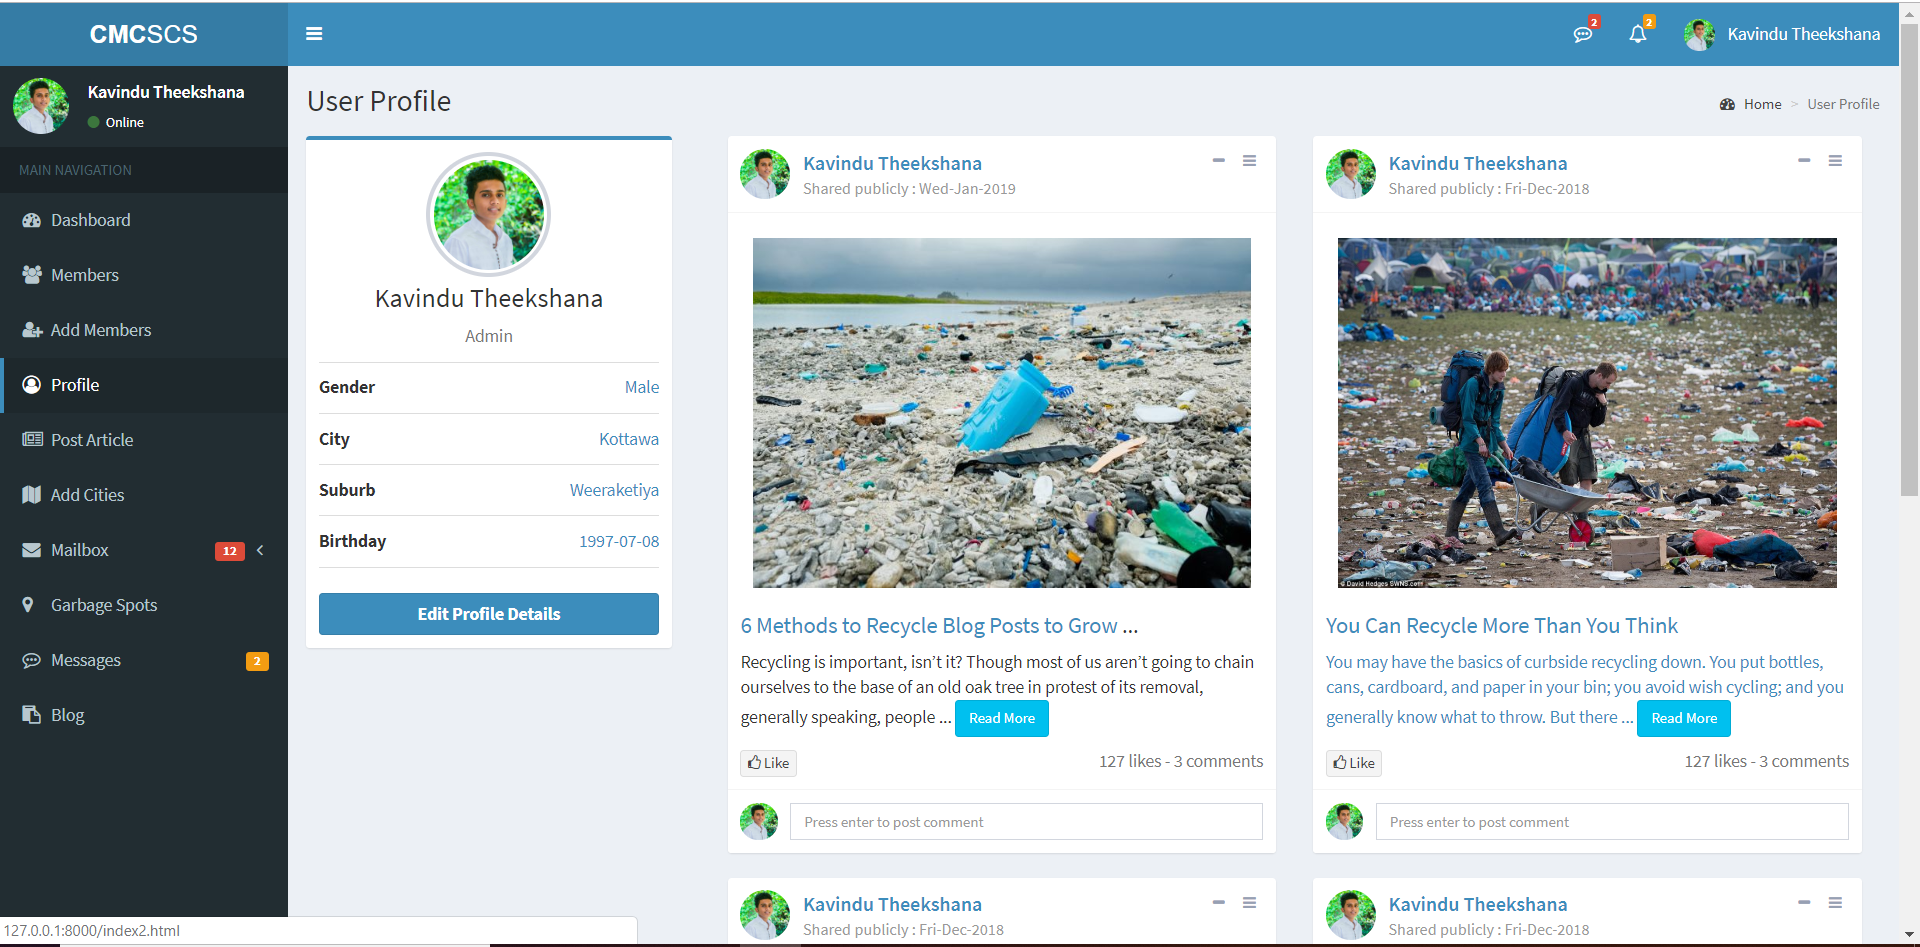 CMCSCS
2
2
Kavindu Theekshana
Kavindu Theekshana
Online
MAIN NAVIGATION
Dashboard
Members
Add Members
Profile
Post Article
Add Cities
Mailbox
12
Garbage Spots
Messages
2
Blog
User Profile
Home > User Profile
Kavindu Theekshana
Admin
Gender Male
City Kottawa
Suburb Weeraketiya
Birthday 1997-07-08
Edit Profile Details
Kavindu Theekshana
Shared publicly : Wed-Jan-2019
6 Methods to Recycle Blog Posts to Grow ...
Recycling is important, isn’t it? Though most of us aren’t going to chain
ourselves to the base of an old oak tree in protest of its removal,
generally speaking, people ... Read More
Like
127 likes - 3 comments
Press enter to post comment
Kavindu Theekshana
Shared publicly : Fri-Dec-2018
© David Hedges SWNS.com
You Can Recycle More Than You Think
You may have the basics of curbside recycling down. You put bottles,
cans, cardboard, and paper in your bin; you avoid wish cycling; and you
generally know what to throw. But there ... Read More
Like
127 likes - 3 comments
Press enter to post comment
Kavindu Theekshana
Shared publicly : Fri-Dec-2018
Kavindu Theekshana
Shared publicly : Fri-Dec-2018
127.0.0.1:8000/index2.html